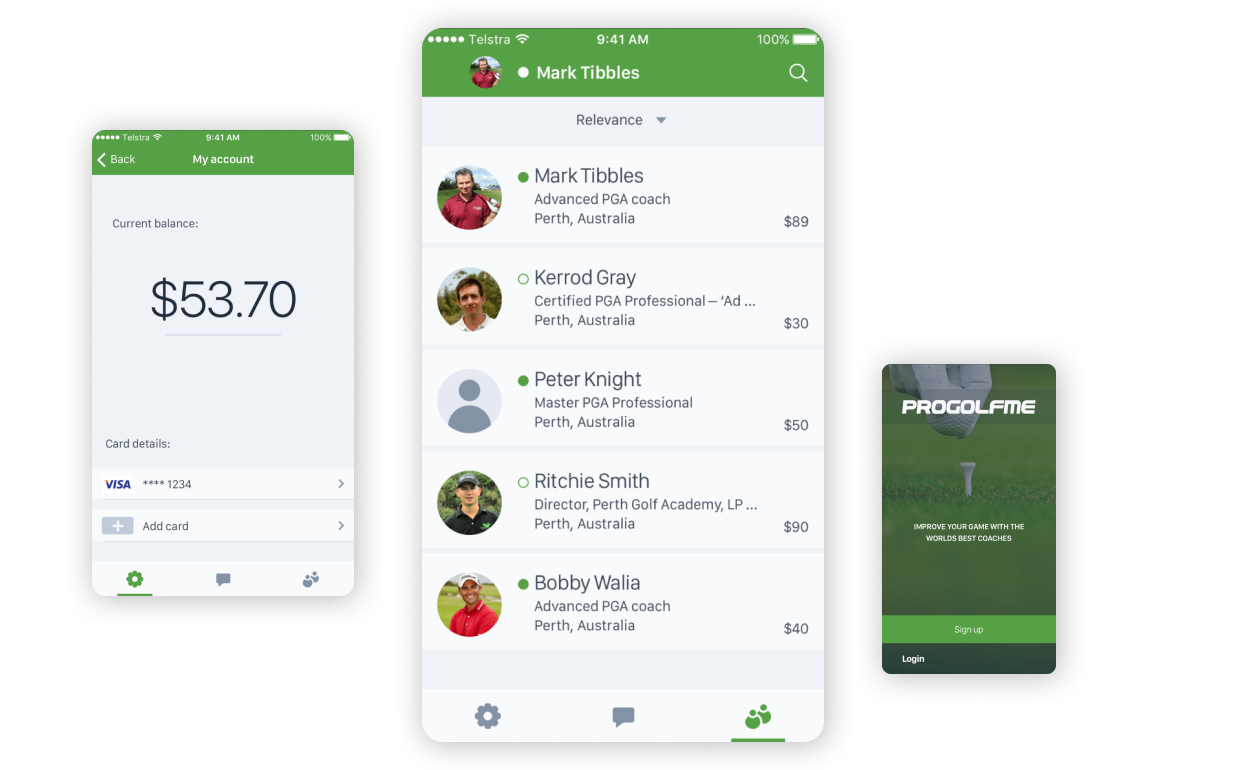 Telstra 9:41 AM 100%
Back My account
Current balance:
$53.70
Card details:
VISA **** 1234
Add card
Telstra 9:41 AM 100%
Mark Tibbles
Relevance
Mark Tibbles
Advanced PGA coach
Perth, Australia
$89
Kerrod Gray
Certified PGA Professional – ‘Ad ...
Perth, Australia
$30
Peter Knight
Master PGA Professional
Perth, Australia
$50
Ritchie Smith
Director, Perth Golf Academy, LP ...
Perth, Australia
$90
Bobby Walia
Advanced PGA coach
Perth, Australia
$40
PROGOLFME
IMPROVE YOUR GAME WITH THE
WORLDS BEST COACHES
Sign up
Login